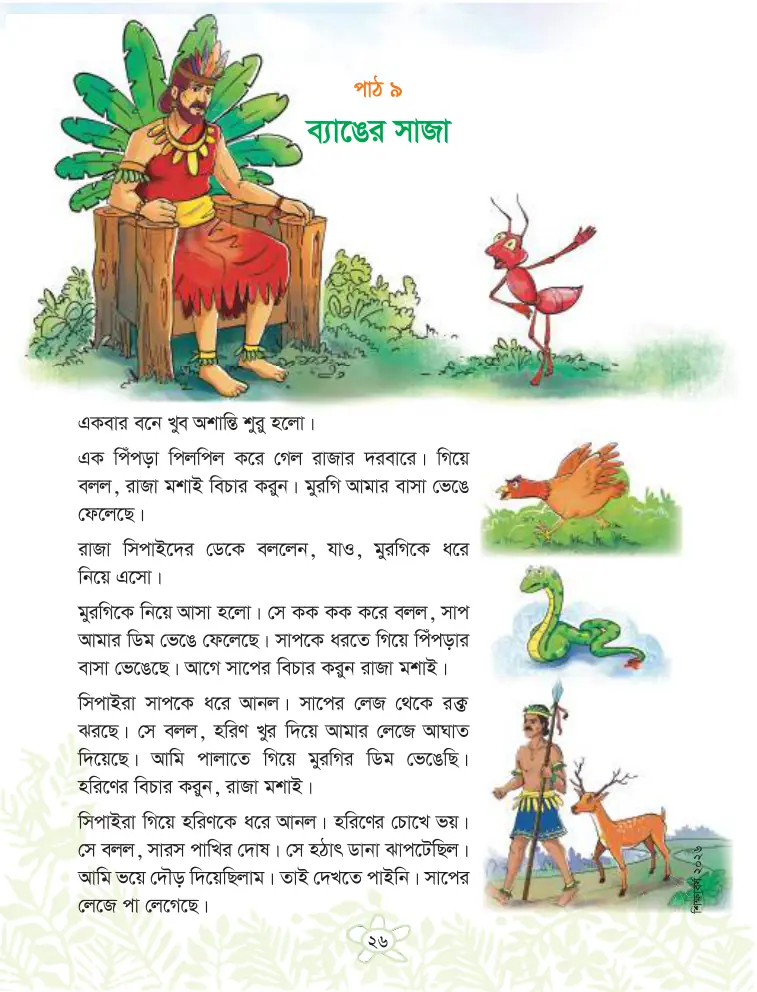 পাঠ ৯
ব্যাঙের সাজা
একবার বনে খুব অশান্তি শুরু হলো।
এক পিঁপড়া পিলপিল করে গেল রাজার দরবারে। গিয়ে
বলল, রাজা মশাই বিচার করুন। মুরগি আমার বাসা ভেঙে
ফেলেছে।
রাজা সিপাইদের ডেকে বললেন, যাও, মুরগিকে ধরে
নিয়ে এসো।
মুরগিকে নিয়ে আসা হলো। সে কক কক করে বলল, সাপ
আমার ডিম ভেঙে ফেলেছে। সাপকে ধরতে গিয়ে পিঁপড়ার
বাসা ভেঙেছে। আগে সাপের বিচার করুন রাজা মশাই।
সিপাইরা সাপকে ধরে আনল। সাপের লেজ থেকে রক্ত
ঝরছে। সে বলল, হরিণ খুর দিয়ে আমার লেজে আঘাত
দিয়েছে। আমি পালাতে গিয়ে মুরগির ডিম ভেঙেছি।
হরিণের বিচার করুন, রাজা মশাই।
সিপাইরা গিয়ে হরিণকে ধরে আনল। হরিণের চোখে ভয়।
সে বলল, সারস পাখির দোষ। সে হঠাৎ ডানা ঝাপটেছিল।
আমি ভয়ে দৌড় দিয়েছিলাম। তাই দেখতে পাইনি। সাপের
লেজে পা লেগেছে।
শিক্ষাবর্ষ ২০২৬
২৬